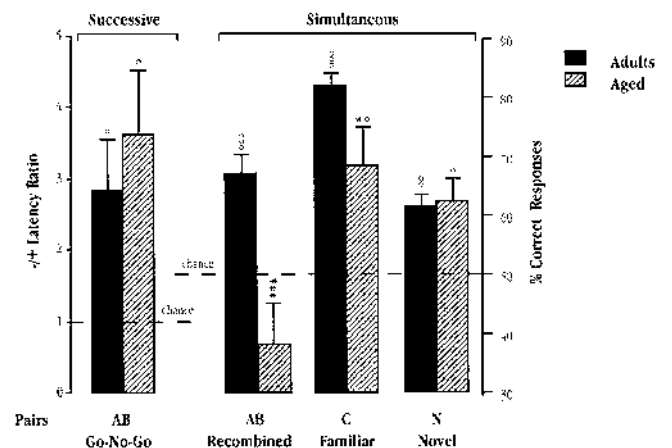 Successive
Simultaneous
Adults
Aged
-/+ Latency Ratio
% Correct Responses
5
4
3
2
1
0
90
80
70
60
50
40
30
chance
chance
***
Pairs
AB
AB
C
N
Go-No-Go
Recombined
Familiar
Novel